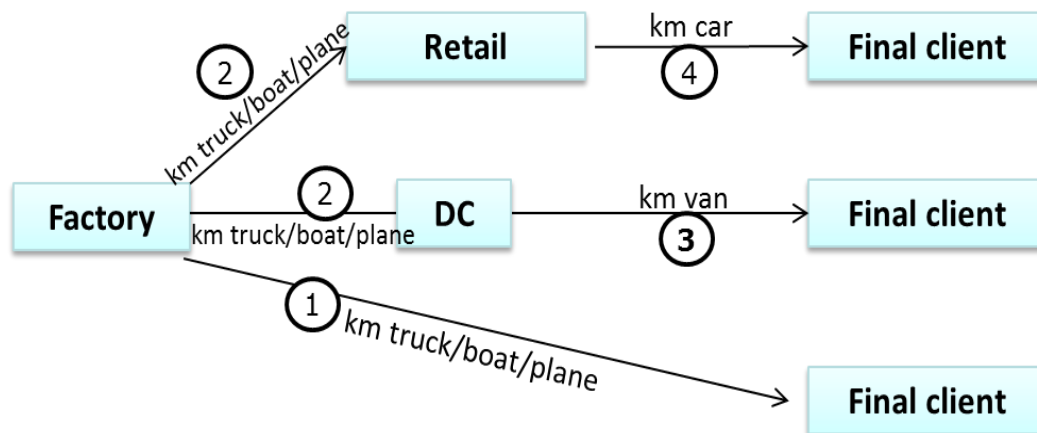 Retail
km car
Final client
2
4
km truck/boat/plane
Factory
2
km truck/boat/plane
DC
km van
3
Final client
1
km truck/boat/plane
Final client